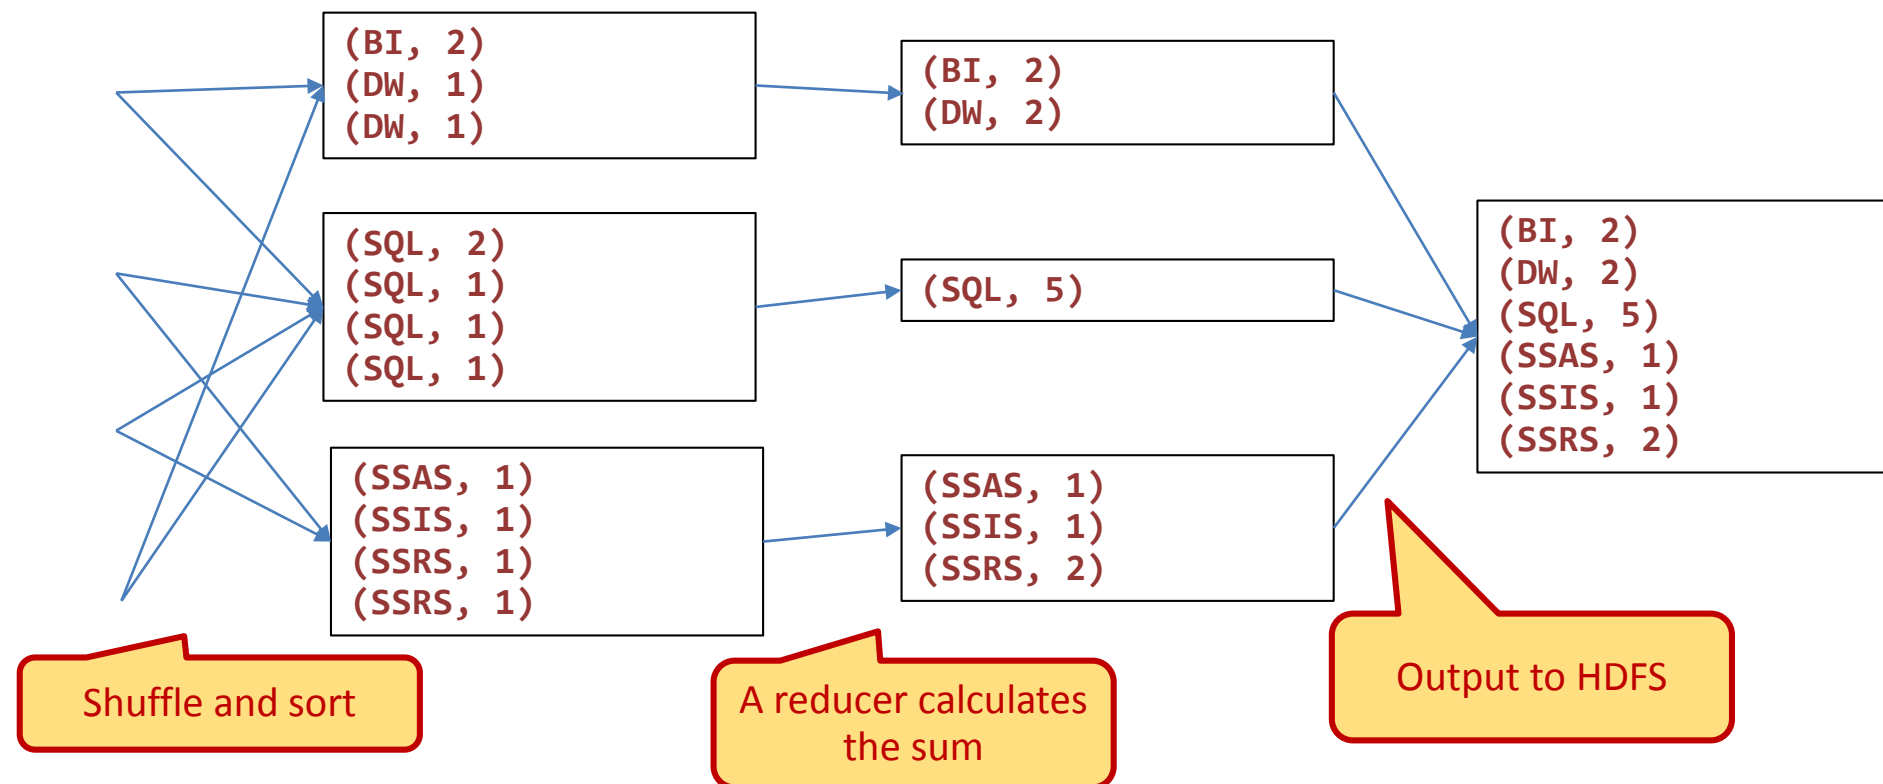 (BI, 2)
(DW, 1)
(DW, 1)
(SQL, 2)
(SQL, 1)
(SQL, 1)
(SQL, 1)
(SSAS, 1)
(SSIS, 1)
(SSRS, 1)
(SSRS, 1)
Shuffle and sort
(BI, 2)
(DW, 2)
(SQL, 5)
(SSAS, 1)
(SSIS, 1)
(SSRS, 2)
A reducer calculates
the sum
(BI, 2)
(DW, 2)
(SQL, 5)
(SSAS, 1)
(SSIS, 1)
(SSRS, 2)
Output to HDFS